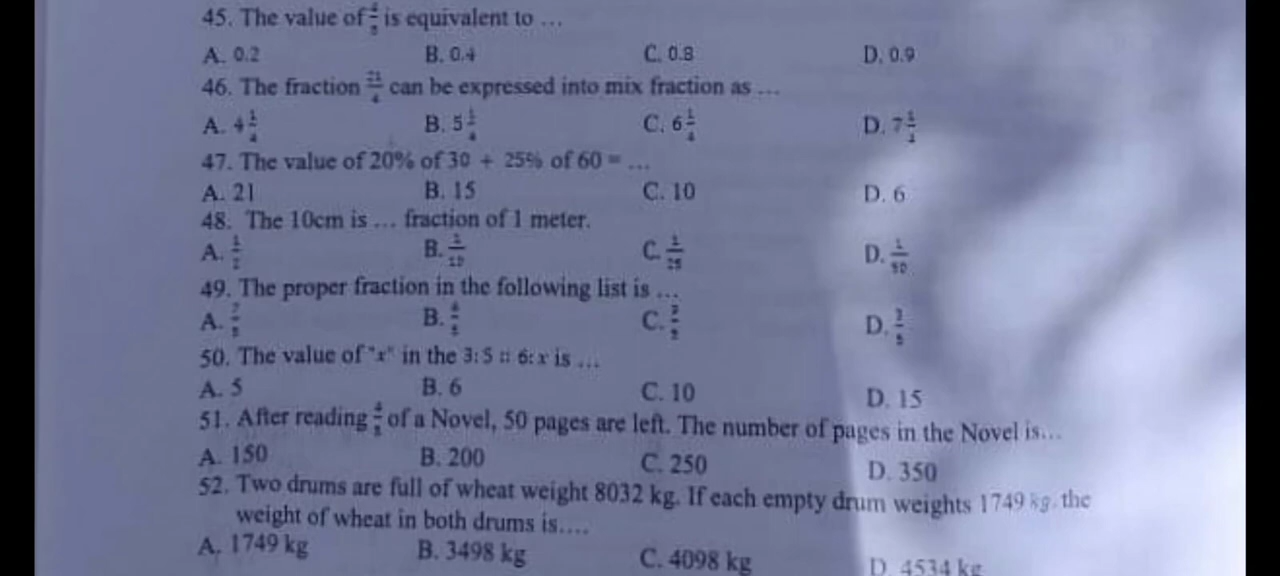 45. The value of 4/5 is equivalent to ...
A. 0.2 B. 0.4 C. 0.8 D. 0.9
46. The fraction 21/4 can be expressed into mix fraction as ...
A. 4 1/4 B. 5 1/4 C. 6 1/4 D. 7
47. The value of 20% of 30 + 25% of 60 = ...
A. 21 B. 15 C. 10 D. 6
48. The 10cm is ... fraction of 1 meter.
A. 1/2 B. 1/10 C. 1/25 D. 1/50
49. The proper fraction in the following list is ...
A. B. C. D. 3/5
50. The value of "x" in the 3: 5 :: 6: x is ...
A. 5 B. 6 C. 10 D. 15
51. After reading 4/5 of a Novel, 50 pages are left. The number of pages in the Novel is...
A. 150 B. 200 C. 250 D. 350
52. Two drums are full of wheat weight 8032 kg. If each empty drum weights 1749 kg. the
weight of wheat in both drums is....
A. 1749 kg B. 3498 kg C. 4098 kg D. 4534 kg